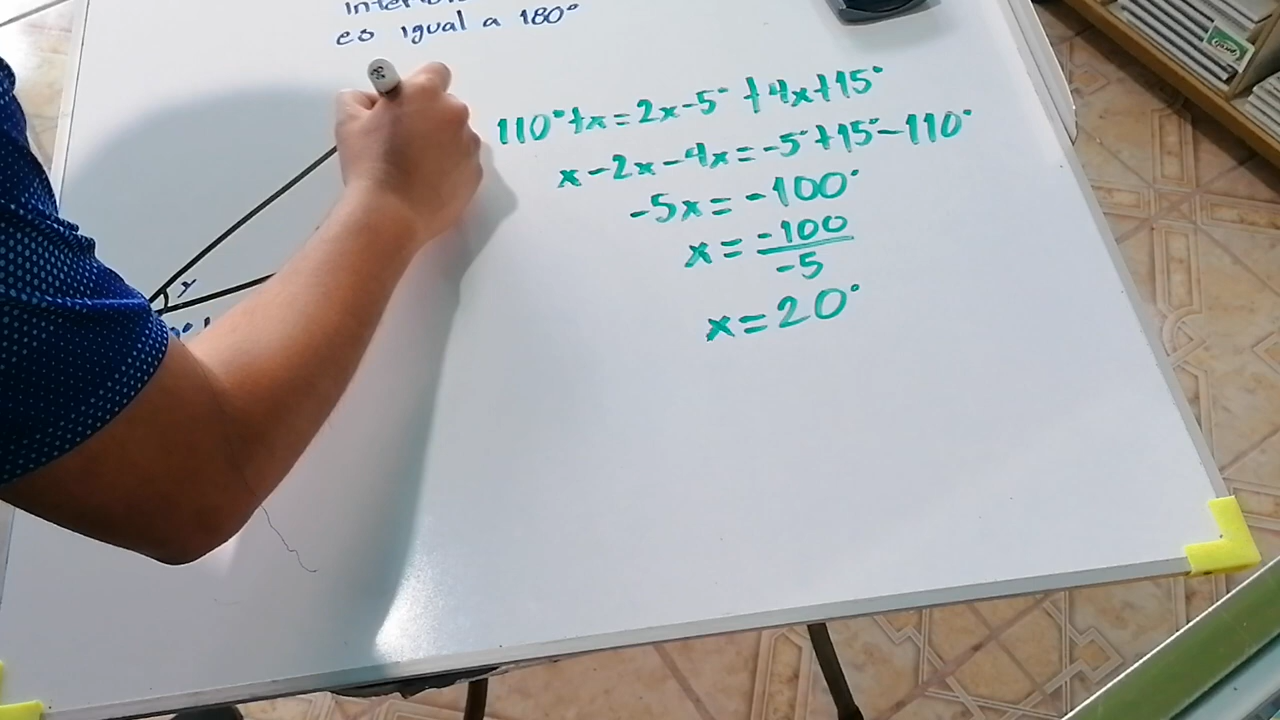 es igual a 180°
110°+x=2x-5°+4x+15°
x-2x-4x=-5°+15°-110°
-5x=-100°
x=-100/-5
x=20°
x